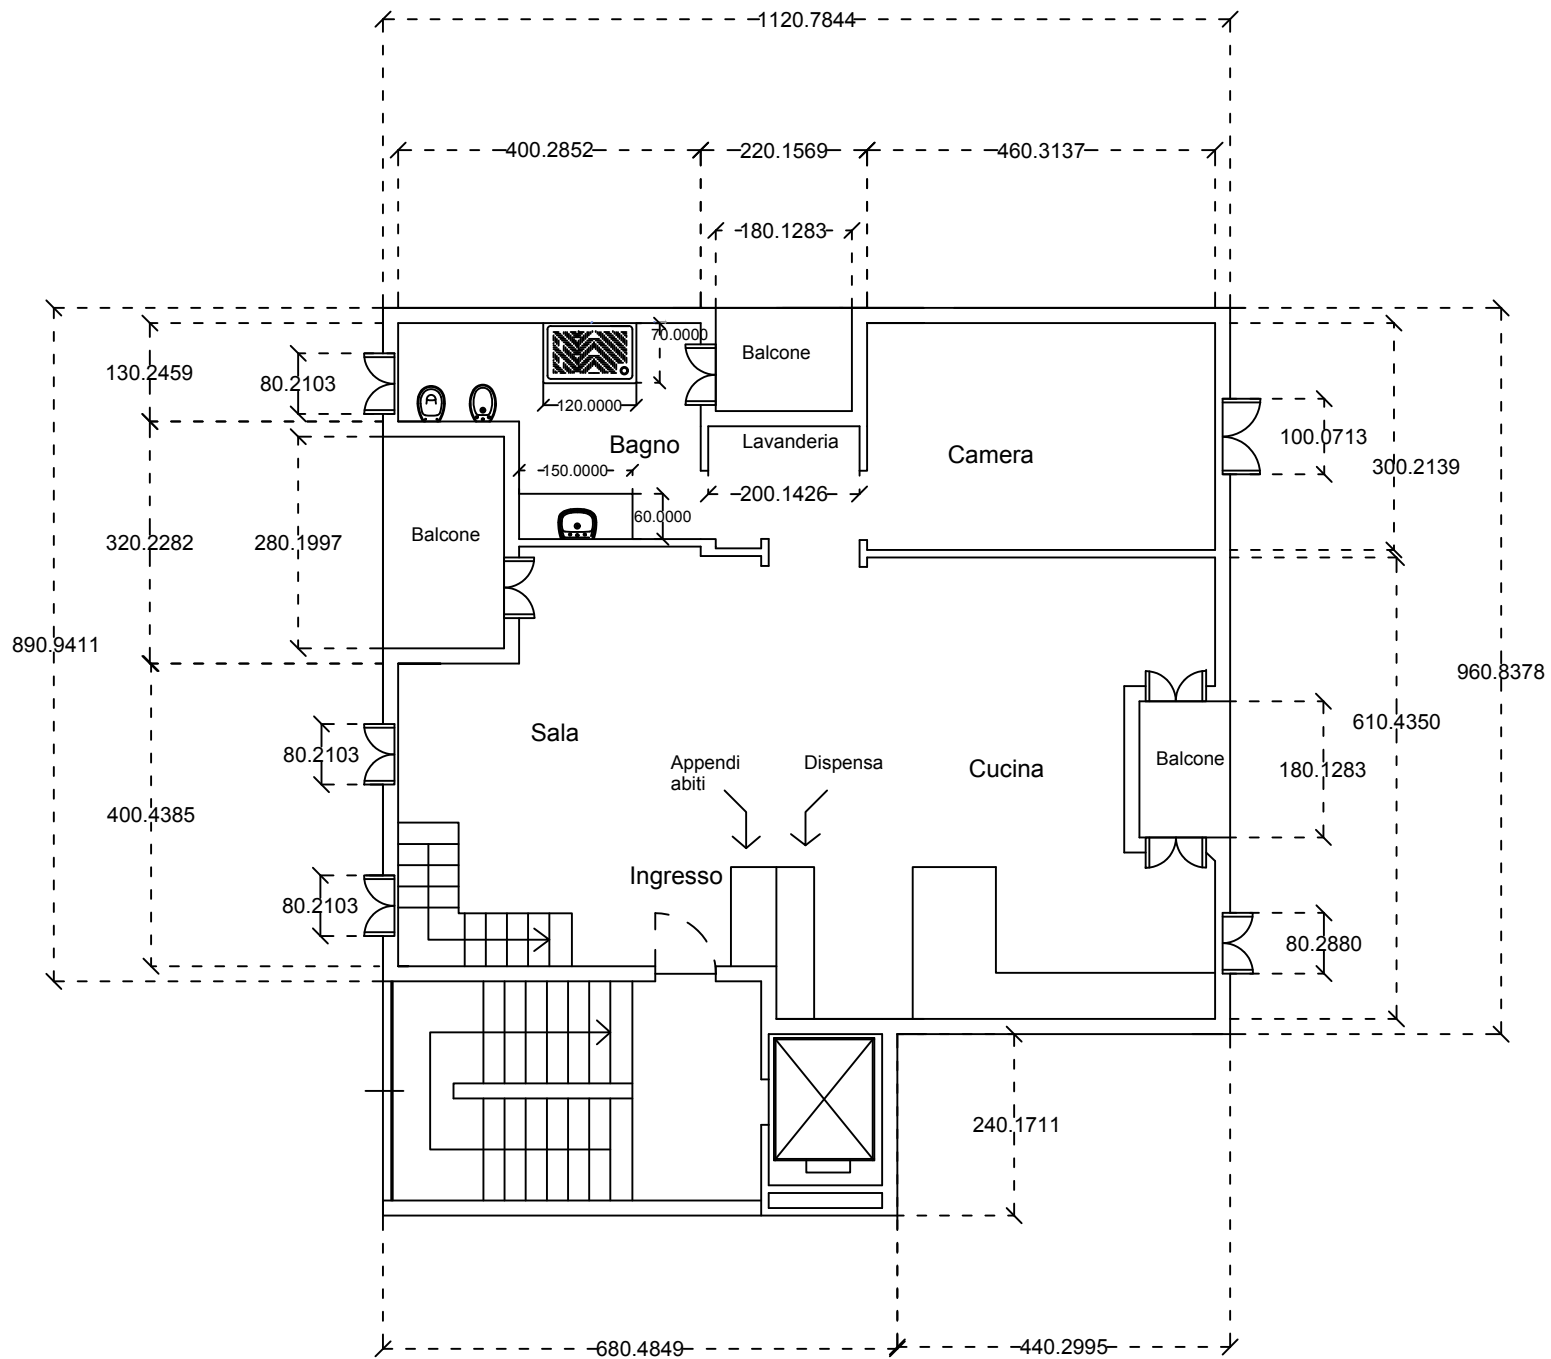 1120.7844
400.2852
220.1569
460.3137
180.1283
70.0000
Balcone
130.2459
80.2103
120.0000
Bagno
Lavanderia
Camera
100.0713
300.2139
150.0000
200.1426
60.0000
320.2282
280.1997
Balcone
890.9411
960.8378
610.4350
Sala
80.2103
Appendi
abiti
Dispensa
Cucina
Balcone
180.1283
400.4385
Ingresso
80.2103
80.2880
240.1711
680.4849
440.2995